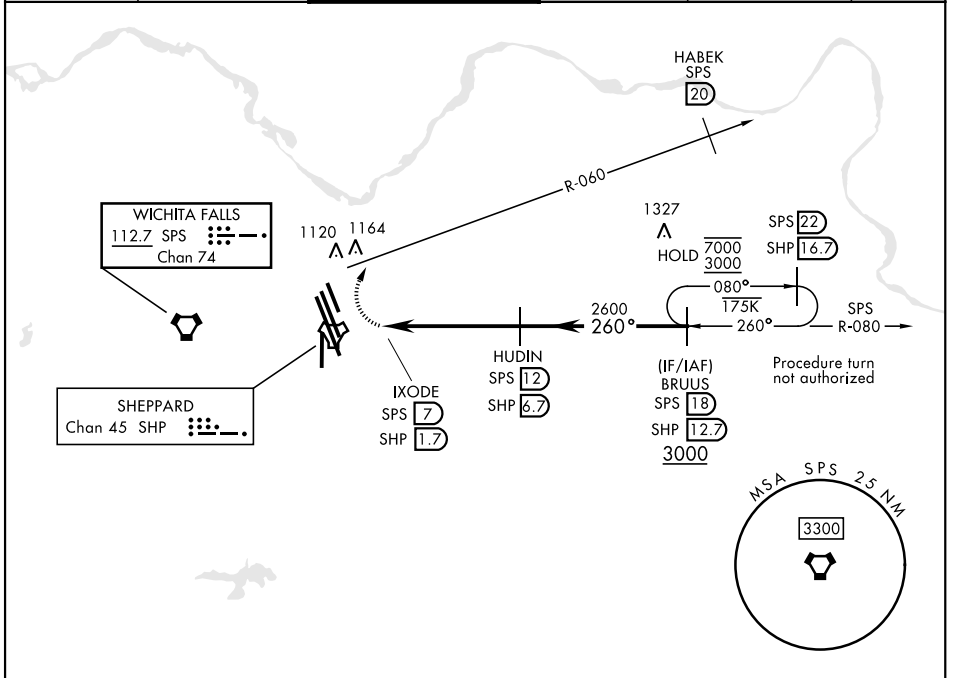 HABEK
SPS
20
R-060
WICHITA FALLS
112.7 SPS
Chan 74
1120
1164
1327
HOLD 7000
3000
SPS 22
SHP 16.7
080°
175K
260°
SPS
R-080
2600
260°
HUDIN
SPS 12
SHP 6.7
(IF/IAF)
BRUUS
SPS 18
SHP 12.7
3000
Procedure turn
not authorized
IXODE
SPS 7
SHP 1.7
SHEPPARD
Chan 45 SHP
MSA SPS 25 NM
3300